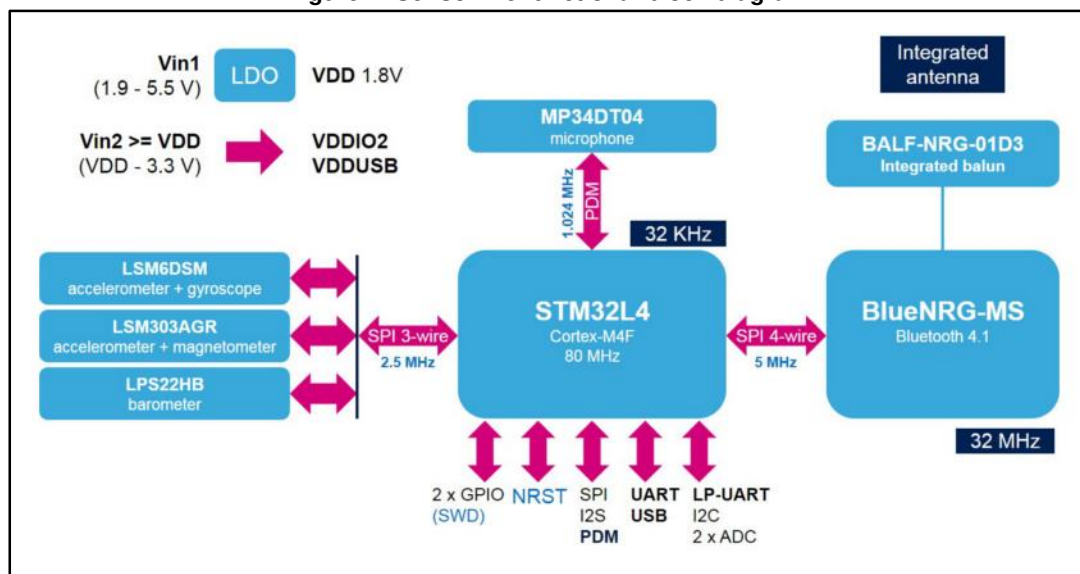 Vin1
(1.9 - 5.5 V)
LDO
VDD 1.8V
Integrated
antenna
Vin2 >= VDD
(VDD - 3.3 V)
VDDIO2
VDDUSB
MP34DT04
microphone
BALF-NRG-01D3
Integrated balun
1.024 MHz
PDM
32 KHz
LSM6DSM
accelerometer + gyroscope
LSM303AGR
accelerometer + magnetometer
LPS22HB
barometer
SPI 3-wire
2.5 MHz
STM32L4
Cortex-M4F
80 MHz
SPI 4-wire
5 MHz
BlueNRG-MS
Bluetooth 4.1
32 MHz
2 x GPIO
(SWD)
NRST
SPI
I2S
PDM
UART
USB
LP-UART
I2C
2 x ADC